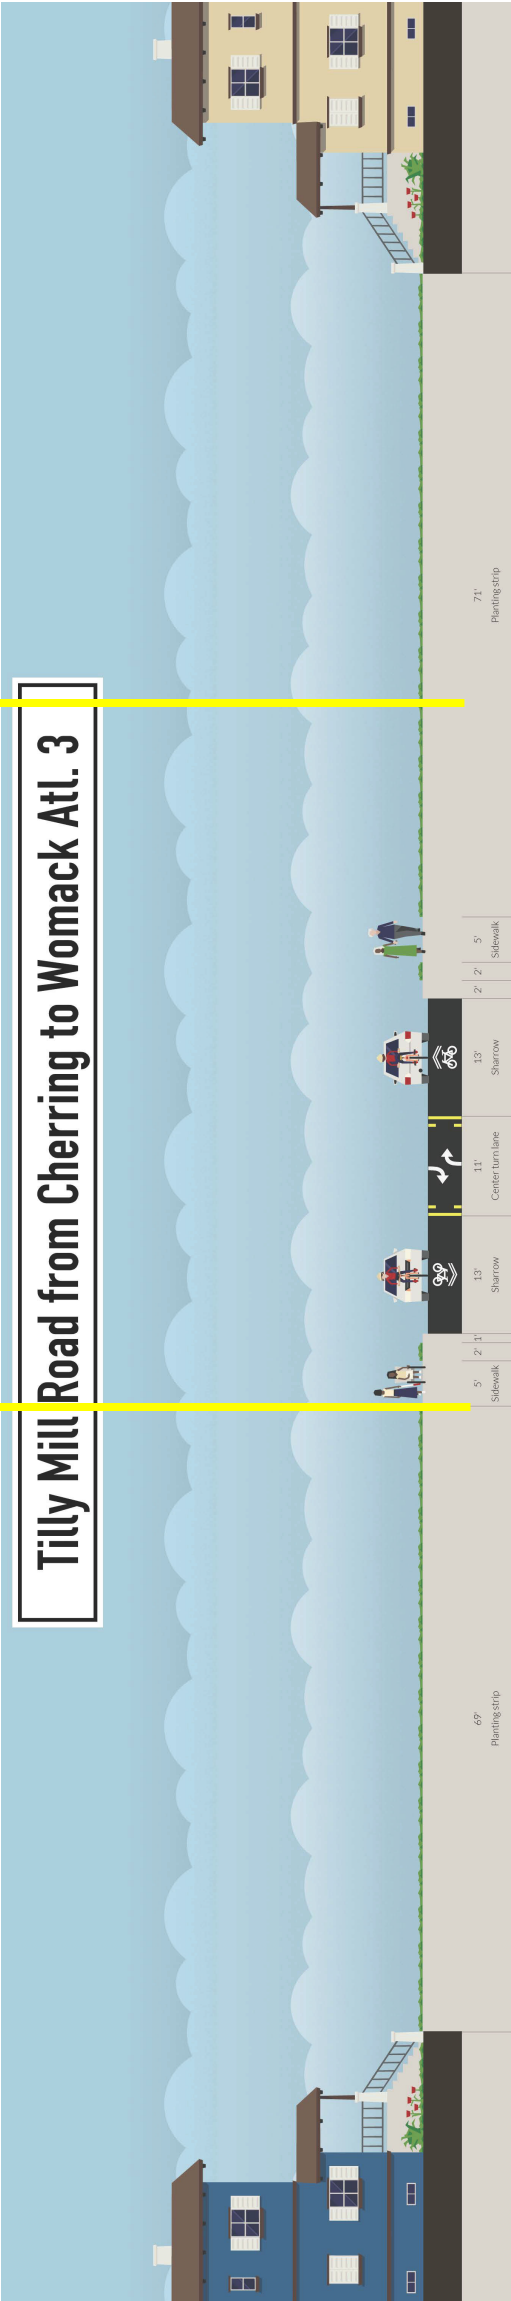 Tilly Mill Road from Cherring to Womack Atl. 3
69' 5' 2' 1' 13' 11' 13' 2' 2' 5' 71'
Planting strip Sidewalk Sharrow Center turn lane Sharrow Sidewalk Planting strip